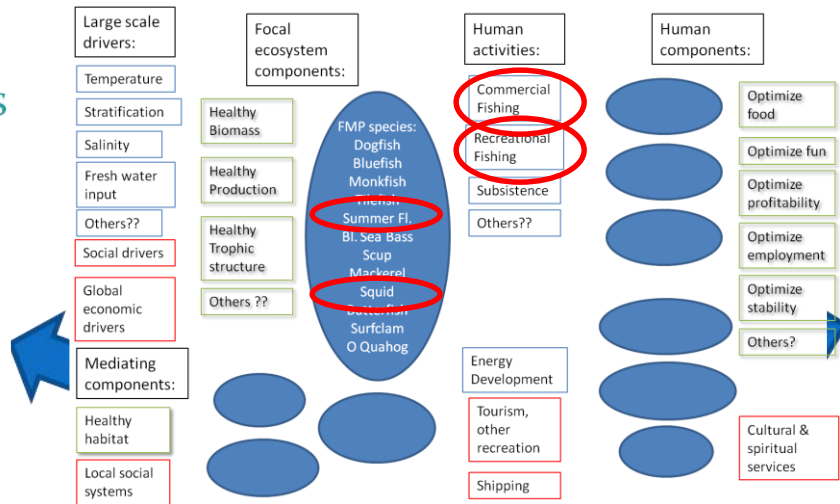 s
Large scale
drivers:
Temperature
Stratification
Salinity
Fresh water
input
Others??
Social drivers
Global
economic
drivers
Mediating
components:
Healthy
habitat
Local social
systems
Focal
ecosystem
components:
Healthy
Biomass
Healthy
Production
Healthy
Trophic
structure
Others ??
FMP species:
Dogfish
Bluefish
Monkfish
Tilefish
Summer Fl.
Bl. Sea Bass
Scup
Mackerel
Squid
Butterfish
Surfclam
O Quahog
Human
activities:
Commercial
Fishing
Recreational
Fishing
Subsistence
Others??
Energy
Development
Tourism,
other
recreation
Shipping
Human
components:
Optimize
food
Optimize fun
Optimize
profitability
Optimize
employment
Optimize
stability
Others?
Cultural &
spiritual
services